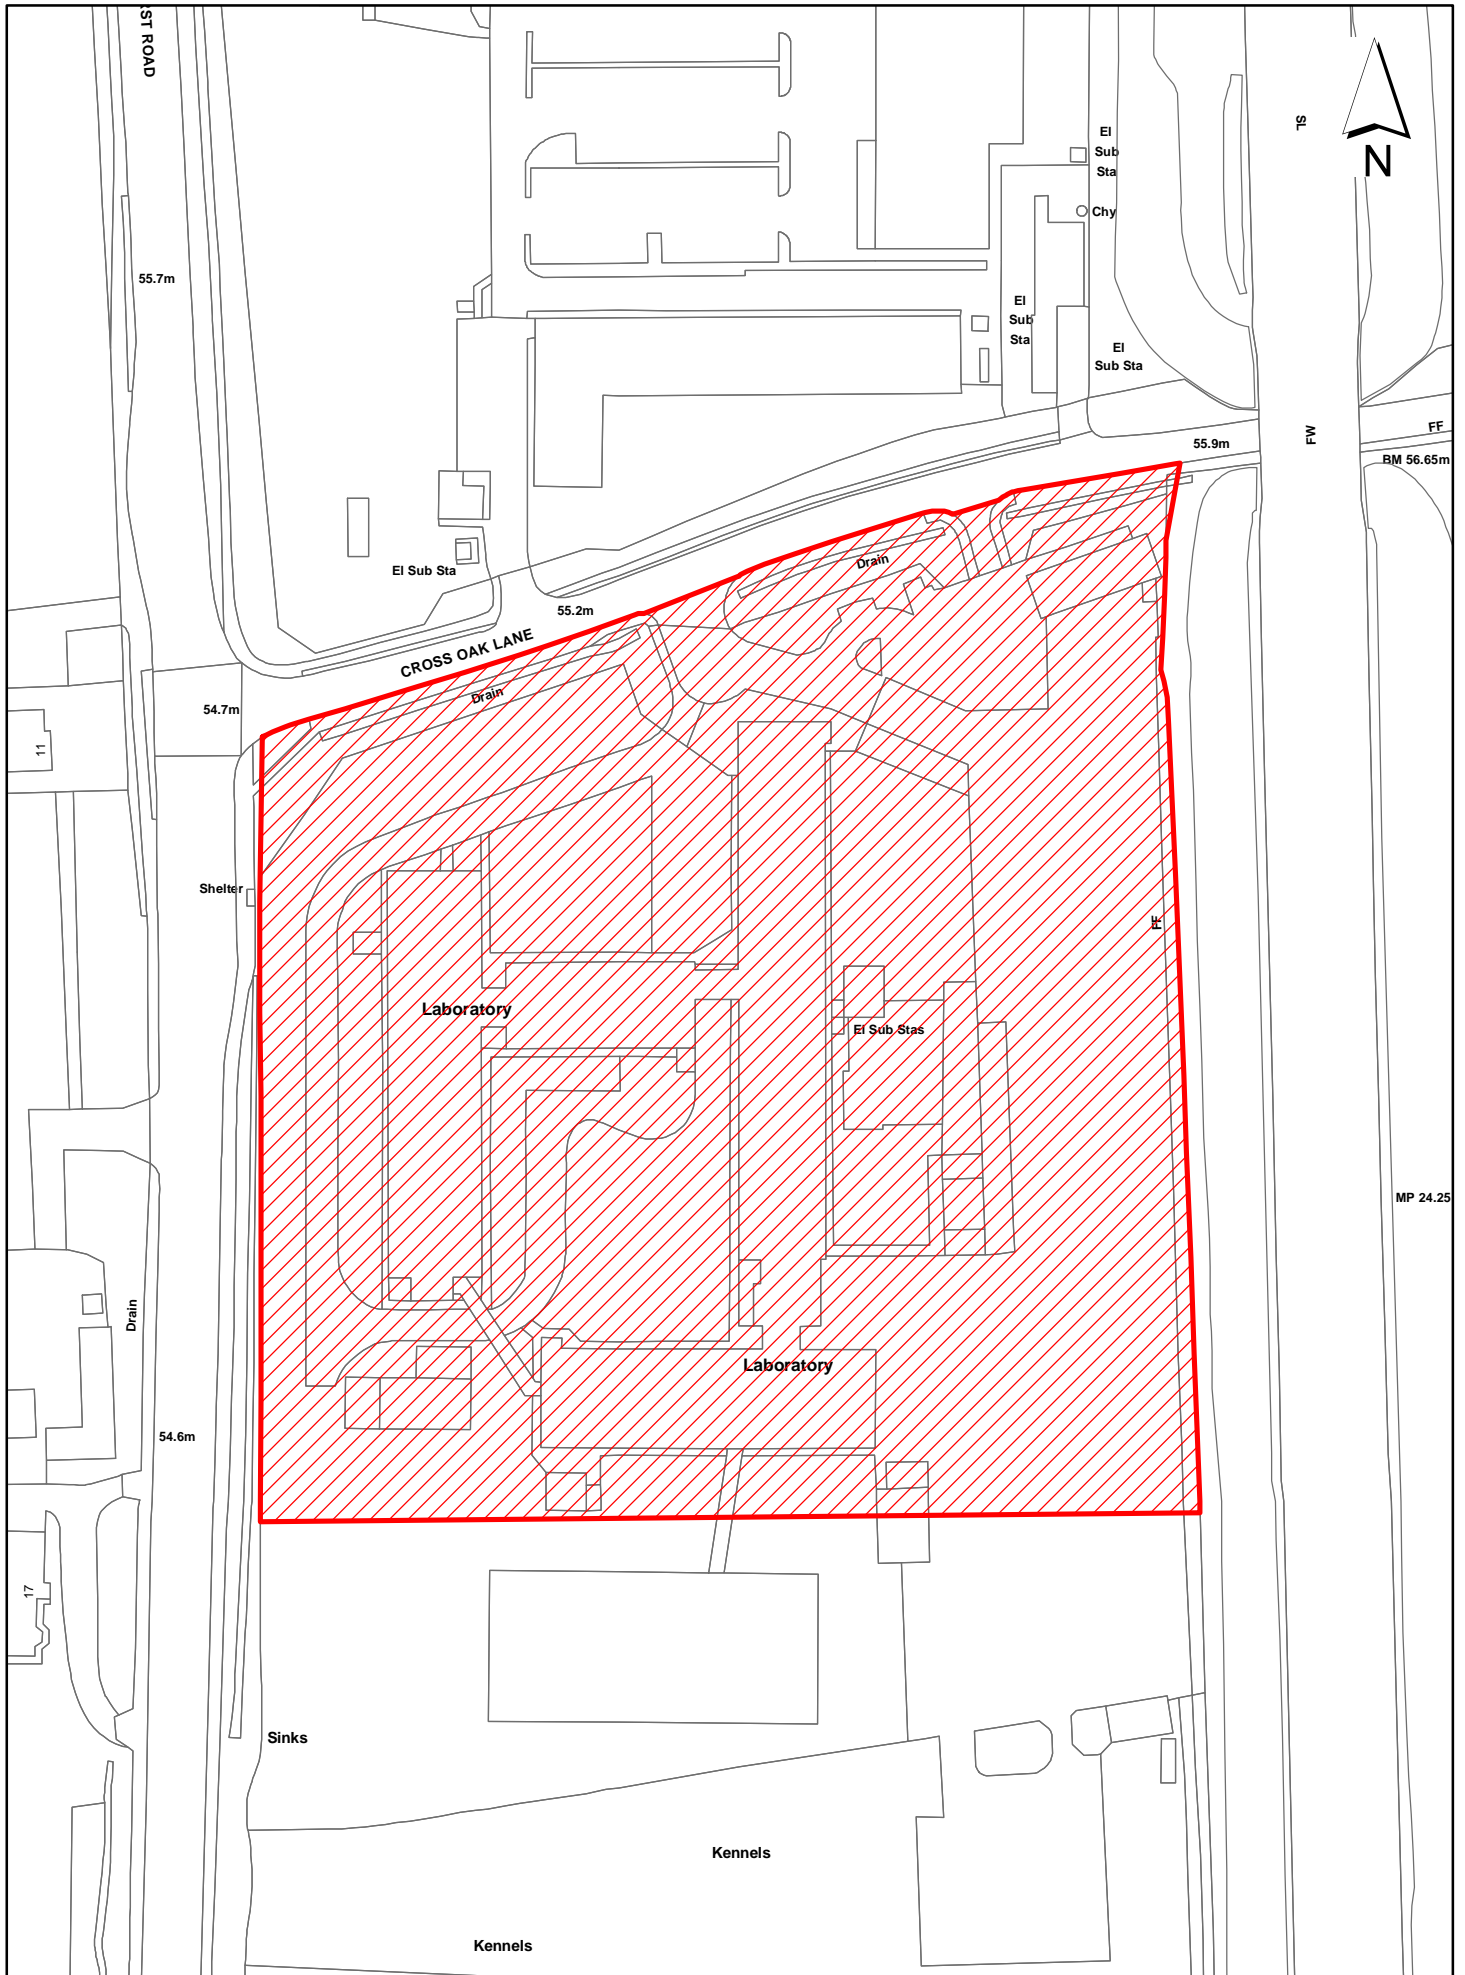 ST ROAD
SL
N
El
Sub
Sta
Chy
55.7m
El
Sub
Sta
El
Sub Sta
FW
FF
55.9m
BM 56.65m
Drain
El Sub Sta
55.2m
CROSS OAK LANE
Drain
54.7m
11
Shelter
FF
Laboratory
El Sub Stas
MP 24.25
Drain
Laboratory
54.6m
17
Sinks
Kennels
Kennels